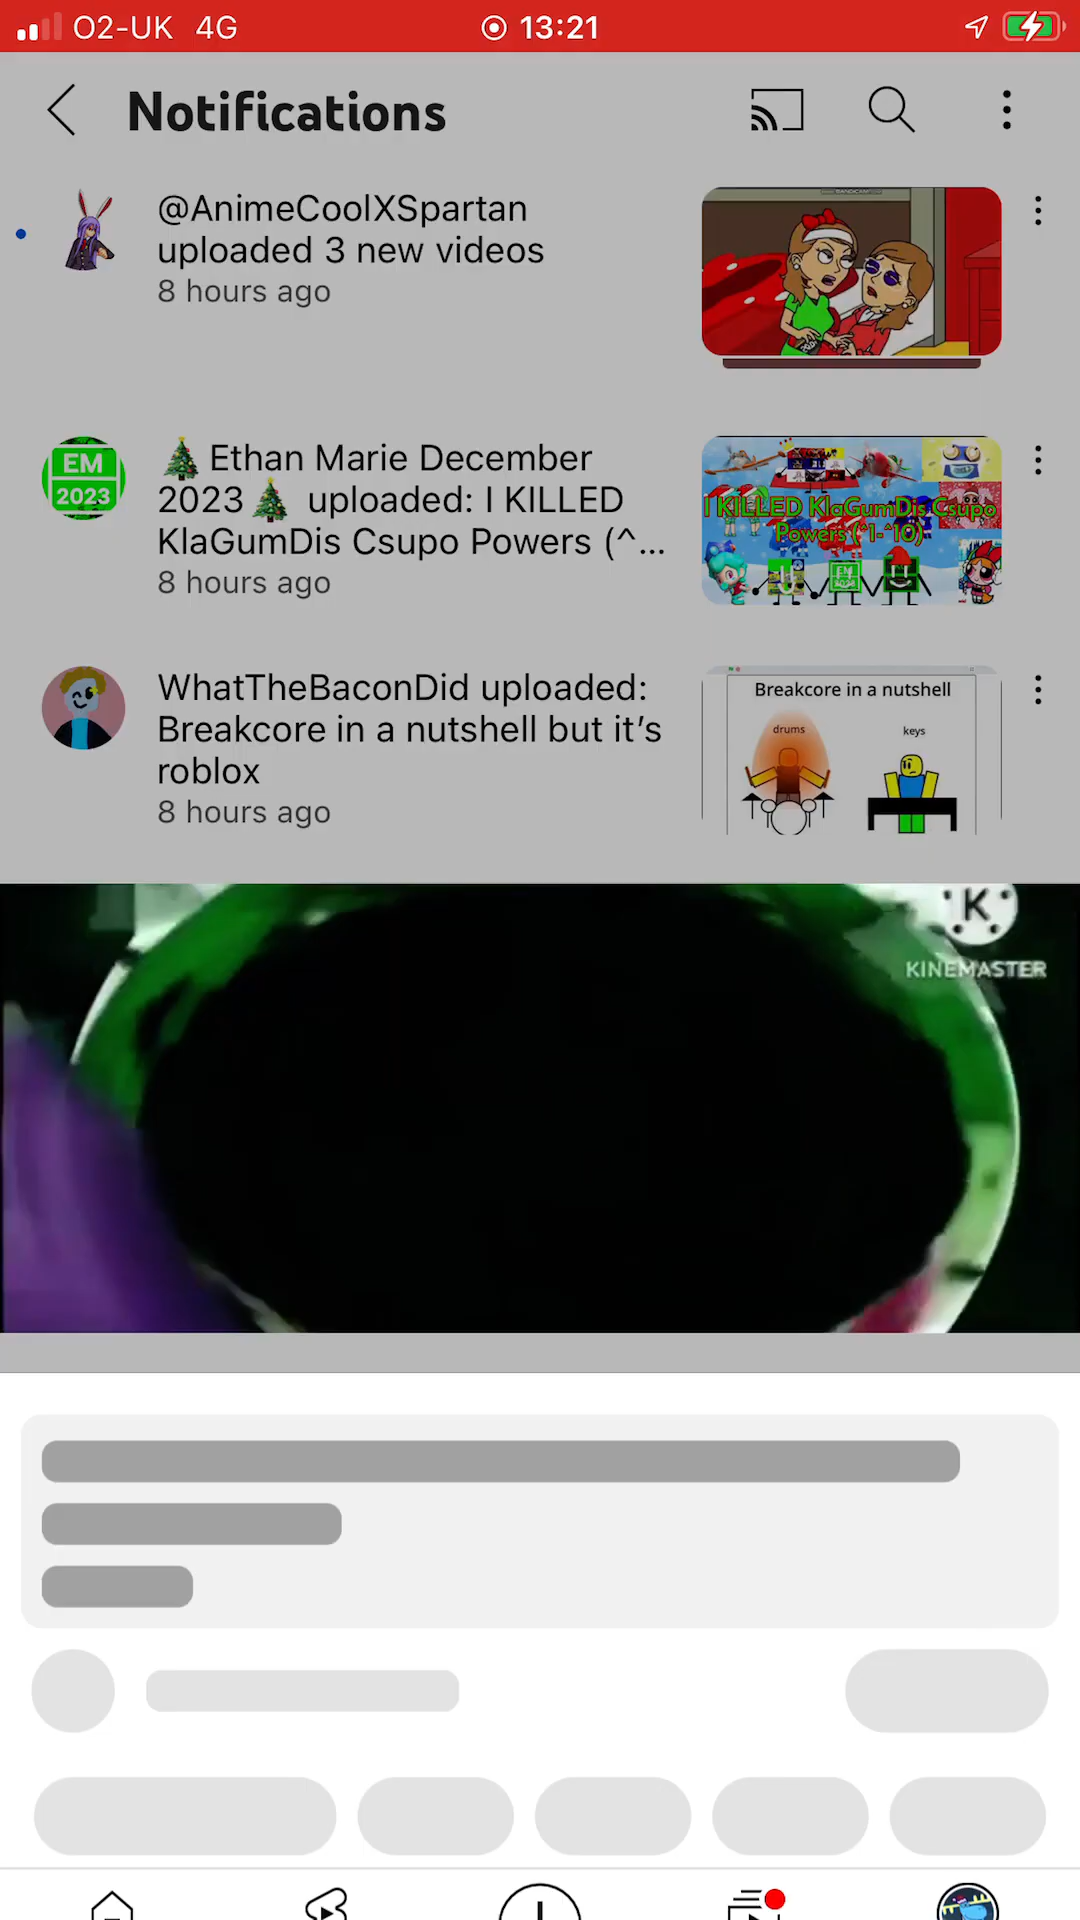 O2-UK 4G 13:21
Notifications
@AnimeCoolXSpartan
uploaded 3 new videos
8 hours ago
EM
2023
🎄 Ethan Marie December
2023 🎄 uploaded: I KILLED
KlaGumDis Csupo Powers (^...
8 hours ago
I KILLED KlaGumDis Csupo
Powers (^1-^10)
WhatTheBaconDid uploaded:
Breakcore in a nutshell but it's
roblox
8 hours ago
Breakcore in a nutshell
drums
keys
K
KINEMASTER